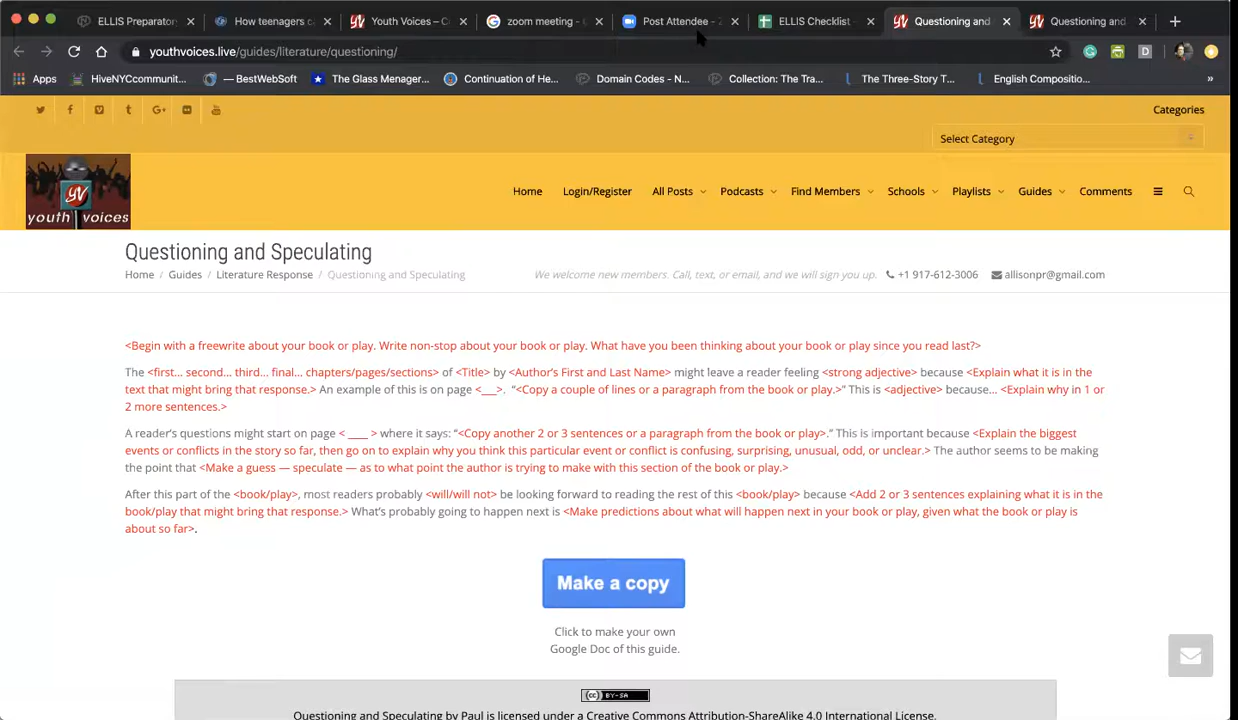 ELLIS Preparatory
How teenagers c
Youth Voices – C
zoom meeting -
Post Attendee - Z
ELLIS Checklist
Questioning and
Questioning and
youthvoices.live/guides/literature/questioning/
Apps
HiveNYCcommunit...
— BestWebSoft
The Glass Menager...
Continuation of He...
Domain Codes - N...
Collection: The Tra...
The Three-Story T...
English Compositio...
»
Categories
Select Category
YV
youth voices
Home
Login/Register
All Posts
Podcasts
Find Members
Schools
Playlists
Guides
Comments
Questioning and Speculating
Home / Guides / Literature Response / Questioning and Speculating
We welcome new members. Call, text, or email, and we will sign you up.
+1 917-612-3006
allisonpr@gmail.com
<Begin with a freewrite about your book or play. Write non-stop about your book or play. What have you been thinking about your book or play since you read last?>
The <first... second... third... final... chapters/pages/sections> of <Title> by <Author's First and Last Name> might leave a reader feeling <strong adjective> because <Explain what it is in the
text that might bring that response.> An example of this is on page <___>. "<Copy a couple of lines or a paragraph from the book or play.>" This is <adjective> because... <Explain why in 1 or
2 more sentences.>
A reader's questions might start on page < ____ > where it says: "<Copy another 2 or 3 sentences or a paragraph from the book or play>." This is important because <Explain the biggest
events or conflicts in the story so far, then go on to explain why you think this particular event or conflict is confusing, surprising, unusual, odd, or unclear.> The author seems to be making
the point that <Make a guess — speculate — as to what point the author is trying to make with this section of the book or play.>
After this part of the <book/play>, most readers probably <will/will not> be looking forward to reading the rest of this <book/play> because <Add 2 or 3 sentences explaining what it is in the
book/play that might bring that response.> What's probably going to happen next is <Make predictions about what will happen next in your book or play, given what the book or play is
about so far>.
Make a copy
Click to make your own
Google Doc of this guide.
cc BY-SA
Questioning and Speculating by Paul is licensed under a Creative Commons Attribution-ShareAlike 4.0 International License.